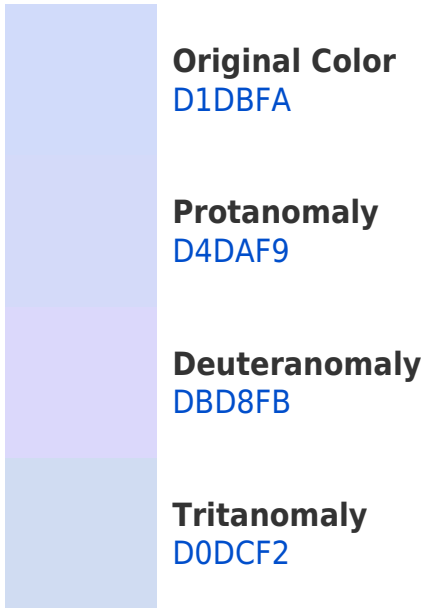 Original Color
D1DBFA
Protanomaly
D4DAF9
Deuteranomaly
DBD8FB
Tritanomaly
D0DCF2